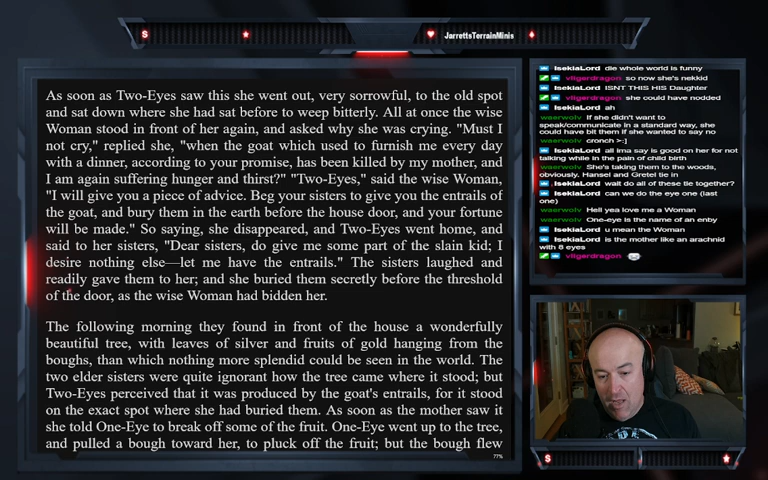 JarrettsTerrainMinis
As soon as Two-Eyes saw this she went out, very sorrowful, to the old spot
and sat down where she had sat before to weep bitterly. All at once the wise
Woman stood in front of her again, and asked why she was crying. "Must I
not cry," replied she, "when the goat which used to furnish me every day
with a dinner, according to your promise, has been killed by my mother, and
I am again suffering hunger and thirst?" "Two-Eyes," said the wise Woman,
"I will give you a piece of advice. Beg your sisters to give you the entrails of
the goat, and bury them in the earth before the house door, and your fortune
will be made." So saying, she disappeared, and Two-Eyes went home, and
said to her sisters, "Dear sisters, do give me some part of the slain kid; I
desire nothing else—let me have the entrails." The sisters laughed and
readily gave them to her; and she buried them secretly before the threshold
of the door, as the wise Woman had bidden her.
The following morning they found in front of the house a wonderfully
beautiful tree, with leaves of silver and fruits of gold hanging from the
boughs, than which nothing more splendid could be seen in the world. The
two elder sisters were quite ignorant how the tree came where it stood; but
Two-Eyes perceived that it was produced by the goat's entrails, for it stood
on the exact spot where she had buried them. As soon as the mother saw it
she told One-Eye to break off some of the fruit. One-Eye went up to the tree,
and pulled a bough toward her, to pluck off the fruit; but the bough flew
77%
IsekiaLord die whole world is funny
vligerdragon so now she's nekkid
IsekiaLord ISNT THIS HIS Daughter
vligerdragon she could have nodded
IsekiaLord ah
waerwolv If she didn't want to
speak/communicate in a standard way, she
could have bit them if she wanted to say no
waerwolv cronch >:]
IsekiaLord all ima say is good on her for not
talking while in the pain of child birth
waerwolv She's taking them to the woods,
obviously. Hansel and Gretel tie in
IsekiaLord wait do all of these tie together?
IsekiaLord can we do the eye one (last
one)
waerwolv Hell yea love me a Woman
waerwolv One-eye is the name of an enby
IsekiaLord u mean the Woman
IsekiaLord is the mother like an arachnid
with 8 eyes
vligerdragon